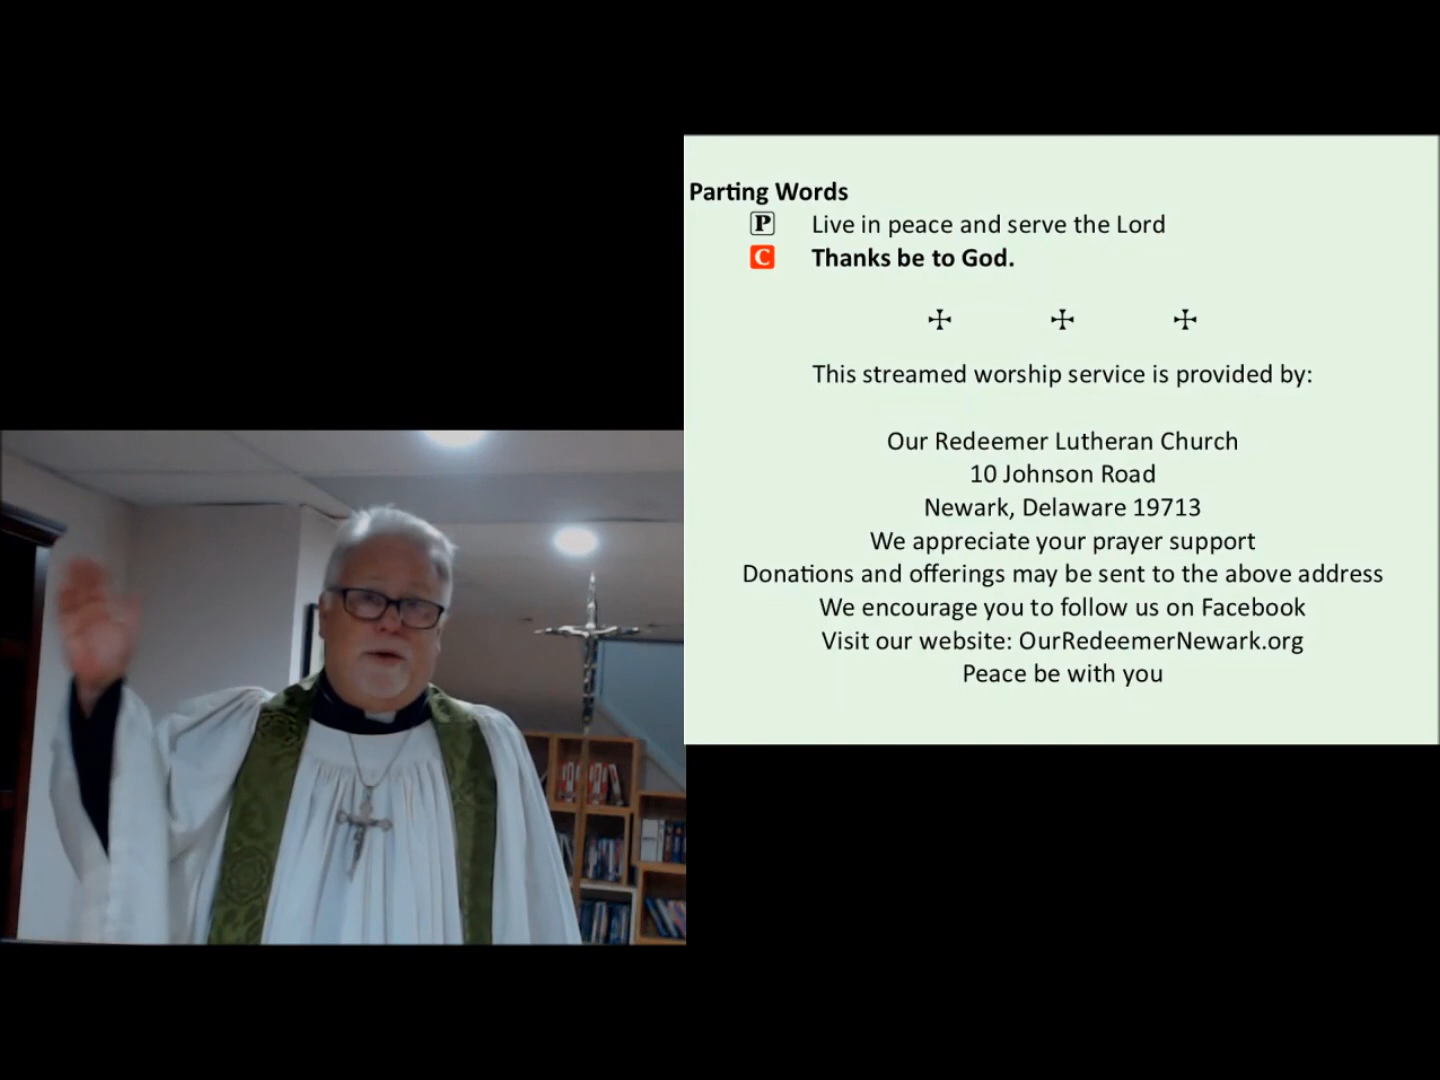 Parting Words
P Live in peace and serve the Lord
C Thanks be to God.
This streamed worship service is provided by:
Our Redeemer Lutheran Church
10 Johnson Road
Newark, Delaware 19713
We appreciate your prayer support
Donations and offerings may be sent to the above address
We encourage you to follow us on Facebook
Visit our website: OurRedeemerNewark.org
Peace be with you